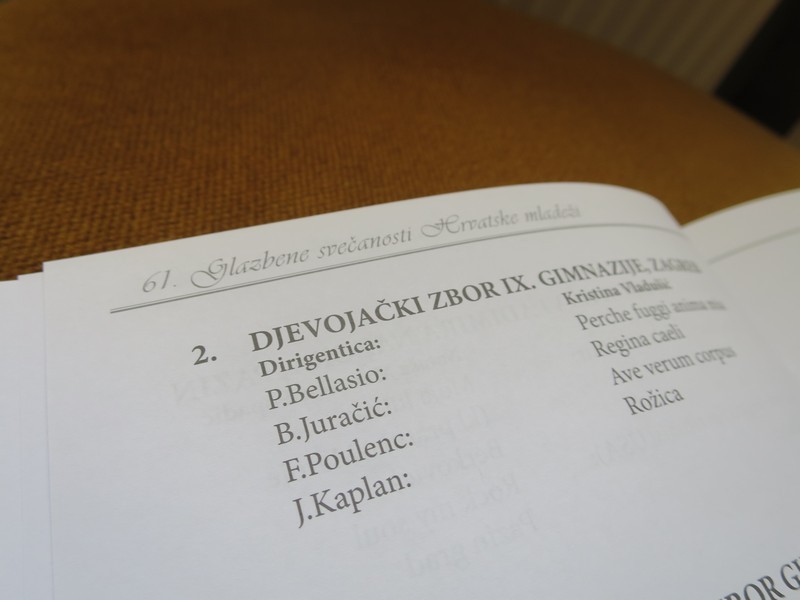 61. Glazbene svečanosti Hrvatske mladeži
2. DJEVOJAČKI ZBOR IX. GIMNAZIJE, ZAGREB
Dirigentica: Kristina Vladušić
P.Bellasio: Perche fuggi anima mia
B.Juračić: Regina caeli
F.Poulenc: Ave verum corpus
J.Kaplan: Rožica